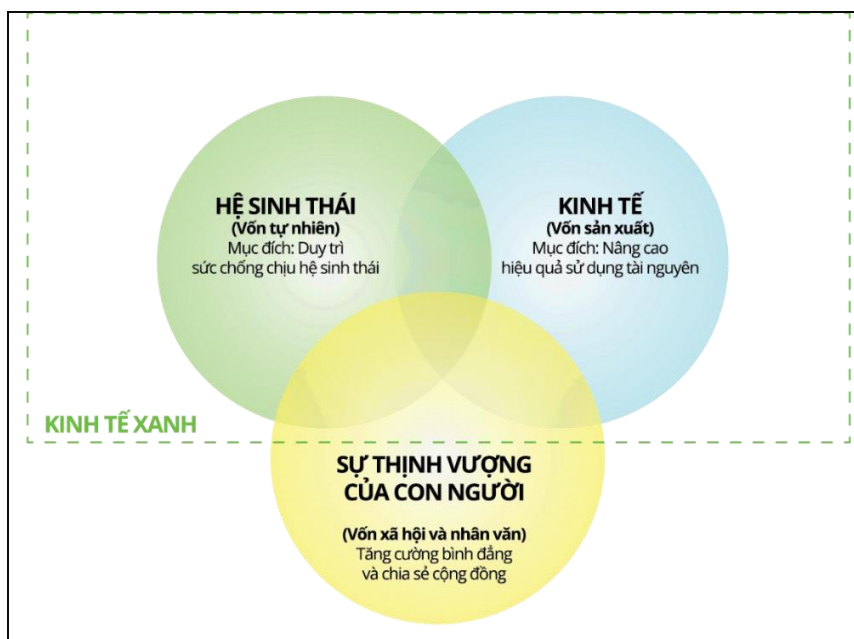 HỆ SINH THÁI
(Vốn tự nhiên)
Mục đích: Duy trì
sức chống chịu hệ sinh thái
KINH TẾ
(Vốn sản xuất)
Mục đích: Nâng cao
hiệu quả sử dụng tài nguyên
KINH TẾ XANH
SỰ THỊNH VƯỢNG
CỦA CON NGƯỜI
(Vốn xã hội và nhân văn)
Tăng cường bình đẳng
và chia sẻ cộng đồng